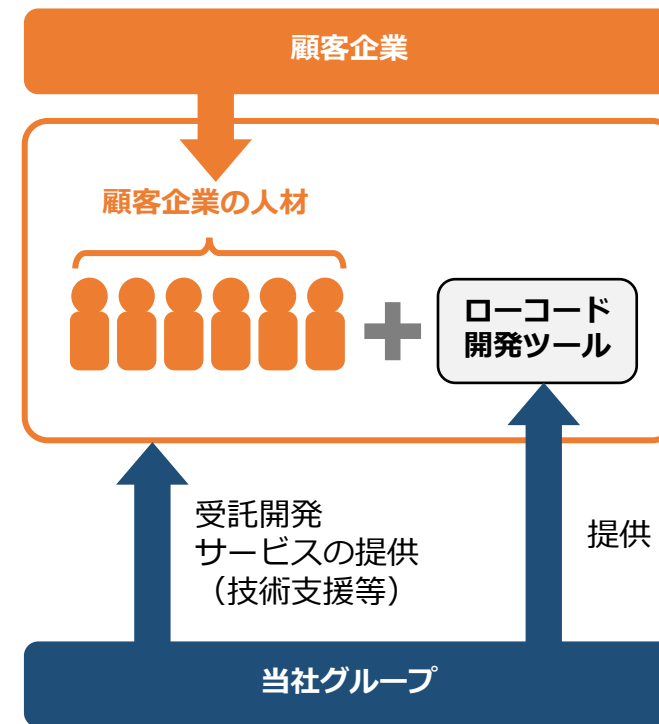 顧客企業
顧客企業の人材
ローコード
開発ツール
受託開発
サービスの提供
（技術支援等）
提供
当社グループ